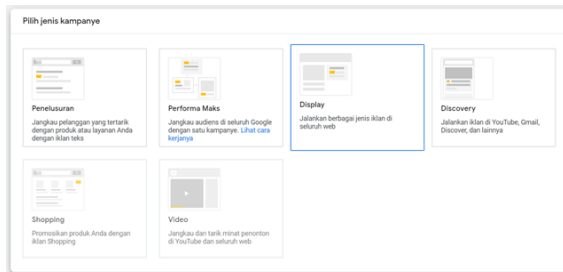 Pilih jenis kampanye
Penelusuran
Jangkau pelanggan yang tertarik
dengan produk atau layanan Anda
dengan iklan teks
Performa Maks
Jangkau audiens di seluruh Google
dengan satu kampanye. Lihat cara
kerjanya
Display
Jalankan berbagai jenis iklan di
seluruh web
Discovery
Jalankan iklan di YouTube, Gmail,
Discover, dan lainnya
Shopping
Promosikan produk Anda dengan
iklan Shopping
Video
Jangkau dan tarik minat penonton
di YouTube dan seluruh web